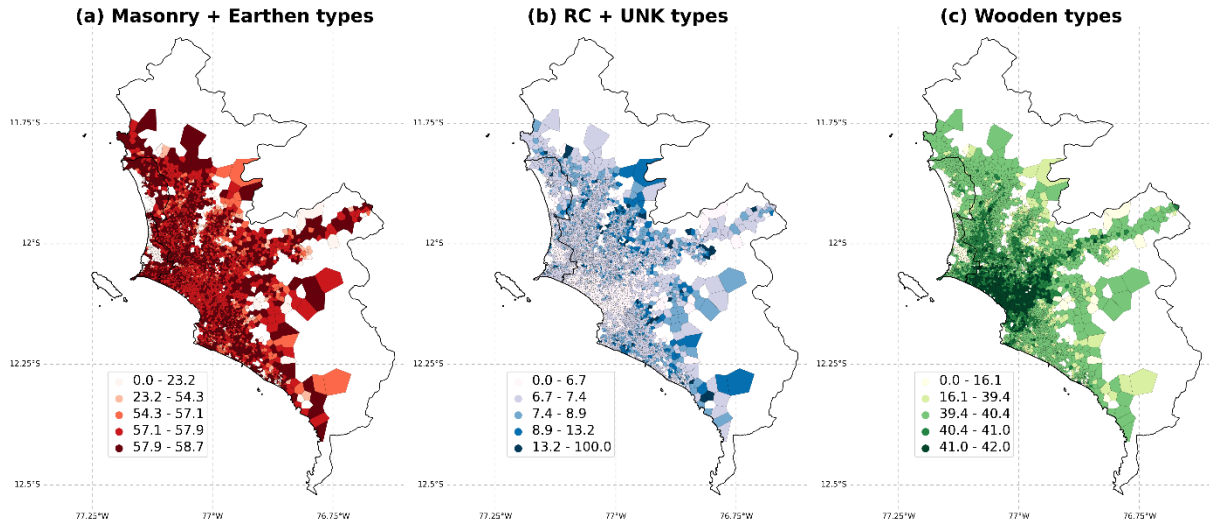 (a) Masonry + Earthen types
(b) RC + UNK types
(c) Wooden types
11.75°S
12°S
12.25°S
12.5°S
77.25°W
77°W
76.75°W
0.0 - 23.2
23.2 - 54.3
54.3 - 57.1
57.1 - 57.9
57.9 - 58.7
11.75°S
12°S
12.25°S
12.5°S
77.25°W
77°W
76.75°W
0.0 - 6.7
6.7 - 7.4
7.4 - 8.9
8.9 - 13.2
13.2 - 100.0
11.75°S
12°S
12.25°S
12.5°S
77.25°W
77°W
76.75°W
0.0 - 16.1
16.1 - 39.4
39.4 - 40.4
40.4 - 41.0
41.0 - 42.0